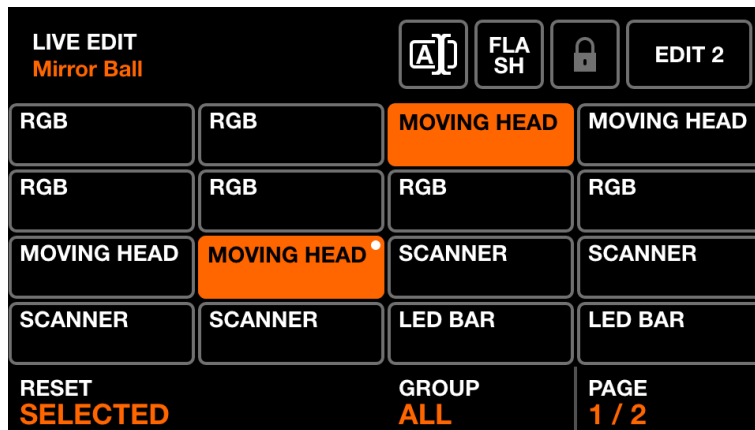 LIVE EDIT
Mirror Ball
A
FLA
SH
EDIT 2
RGB
RGB
MOVING HEAD
MOVING HEAD
RGB
RGB
RGB
RGB
MOVING HEAD
MOVING HEAD
SCANNER
SCANNER
SCANNER
SCANNER
LED BAR
LED BAR
RESET
SELECTED
GROUP
ALL
PAGE
1 / 2